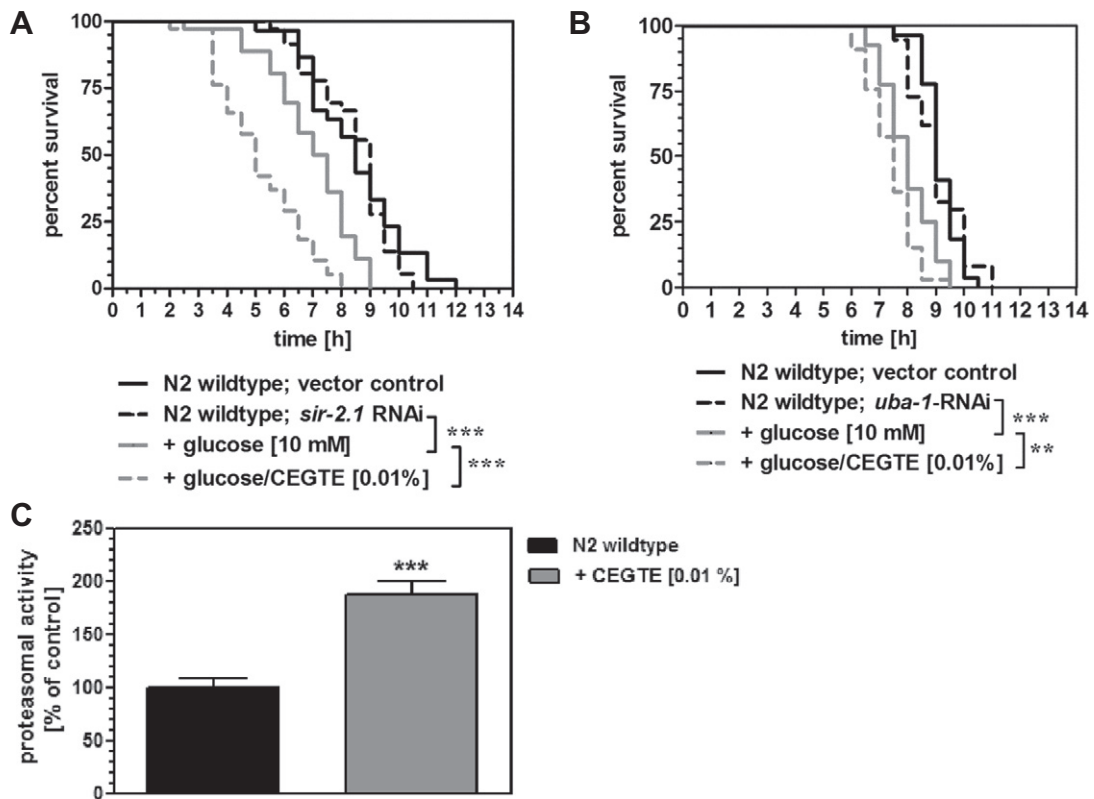 A
percent survival
100
75
50
25
0
0 1 2 3 4 5 6 7 8 9 10 11 12 13 14
time [h]
N2 wildtype; vector control
N2 wildtype; sir-2.1 RNAi
+ glucose [10 mM]
+ glucose/CEGTE [0.01%]
***
***
B
percent survival
100
75
50
25
0
0 1 2 3 4 5 6 7 8 9 10 11 12 13 14
time [h]
N2 wildtype; vector control
N2 wildtype; uba-1-RNAi
+ glucose [10 mM]
+ glucose/CEGTE [0.01%]
***
**
C
proteasomal activity
[% of control]
250
200
150
100
50
0
***
N2 wildtype
+ CEGTE [0.01 %]